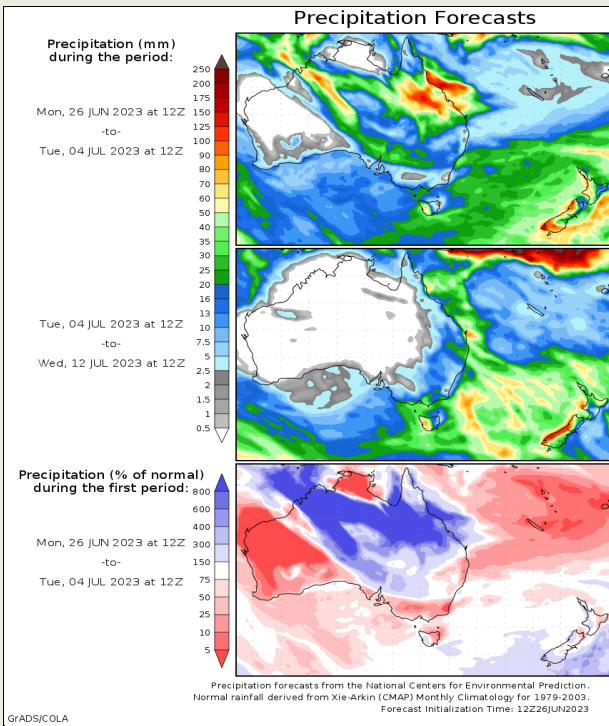 Precipitation Forecasts
Precipitation (mm)
during the period:
Mon, 26 JUN 2023 at 12Z
-to-
Tue, 04 JUL 2023 at 12Z
250
200
175
150
125
100
90
80
70
60
50
40
35
30
25
20
16
13
10
7.5
5
2.5
2
1.5
1
0.5
Tue, 04 JUL 2023 at 12Z
-to-
Wed, 12 JUL 2023 at 12Z
Precipitation (% of normal)
during the first period:
Mon, 26 JUN 2023 at 12Z
-to-
Tue, 04 JUL 2023 at 12Z
800
600
400
300
150
75
50
25
10
5
Precipitation forecasts from the National Centers for Environmental Prediction.
Normal rainfall derived from Xie-Arkin (CMAP) Monthly Climatology for 1979-2003.
Forecast Initialization Time: 12Z26JUN2023
GrADS/COLA